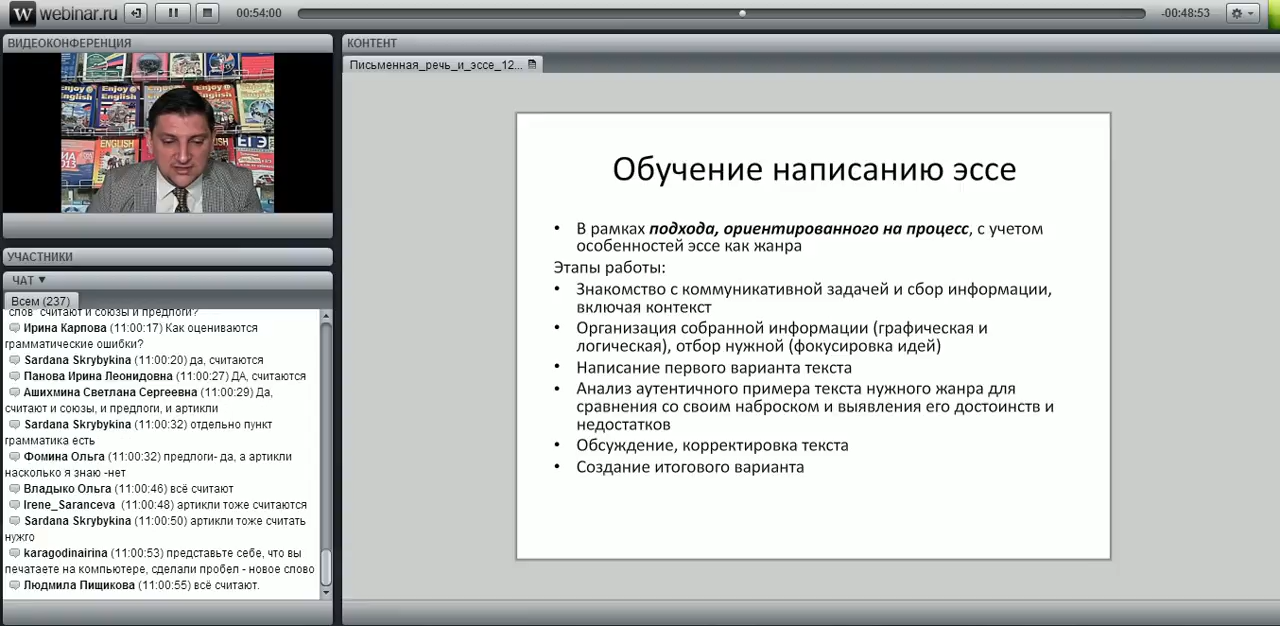 webinar.ru
00:54:00
-00:48:53
ВИДЕОКОНФЕРЕНЦИЯ
Enjoy English
Enjoy English
ENGLISH
ЕГЭ
2013
УЧАСТНИКИ
ЧАТ
Всем (237)
слов" считают и союзы и предлоги?
Ирина Карпова (11:00:17) Как оцениваются
грамматические ошибки?
Sardana Skrybykina (11:00:20) да, считаются
Панова Ирина Леонидовна (11:00:27) ДА, считаются
Ашихмина Светлана Сергеевна (11:00:29) Да,
считают и союзы, и предлоги, и артикли
Sardana Skrybykina (11:00:32) отдельно пункт
грамматика есть
Фомина Ольга (11:00:32) предлоги- да, а артикли
насколько я знаю -нет
Владыко Ольга (11:00:46) всё считают
Irene_Saranceva (11:00:48) артикли тоже считаются
Sardana Skrybykina (11:00:50) артикли тоже считать
нужго
karagodinairina (11:00:53) представьте себе, что вы
печатаете на компьютере, сделали пробел - новое слово
Людмила Пищикова (11:00:55) всё считают.
КОНТЕНТ
Письменная_речь_и_эссе_12...
Обучение написанию эссе
• В рамках подхода, ориентированного на процесс, с учетом
особенностей эссе как жанра
Этапы работы:
• Знакомство с коммуникативной задачей и сбор информации,
включая контекст
• Организация собранной информации (графическая и
логическая), отбор нужной (фокусировка идей)
• Написание первого варианта текста
• Анализ аутентичного примера текста нужного жанра для
сравнения со своим наброском и выявления его достоинств и
недостатков
• Обсуждение, корректировка текста
• Создание итогового варианта